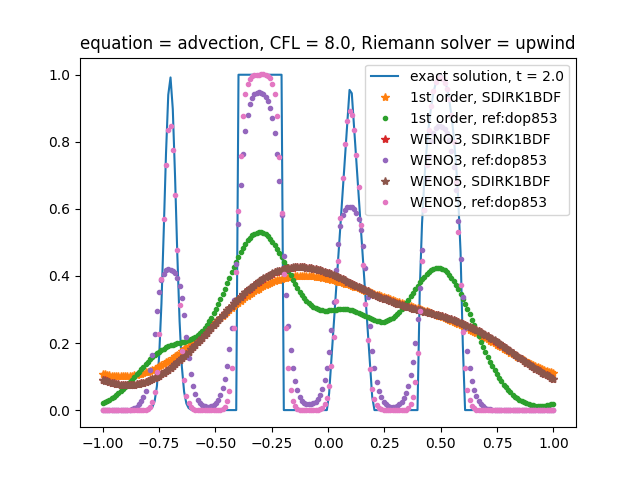 equation = advection, CFL = 8.0, Riemann solver = upwind
exact solution, t = 2.0
1st order, SDIRK1BDF
1st order, ref:dop853
WENO3, SDIRK1BDF
WENO3, ref:dop853
WENO5, SDIRK1BDF
WENO5, ref:dop853
1.0
0.8
0.6
0.4
0.2
0.0
−1.00 −0.75 −0.50 −0.25 0.00 0.25 0.50 0.75 1.00